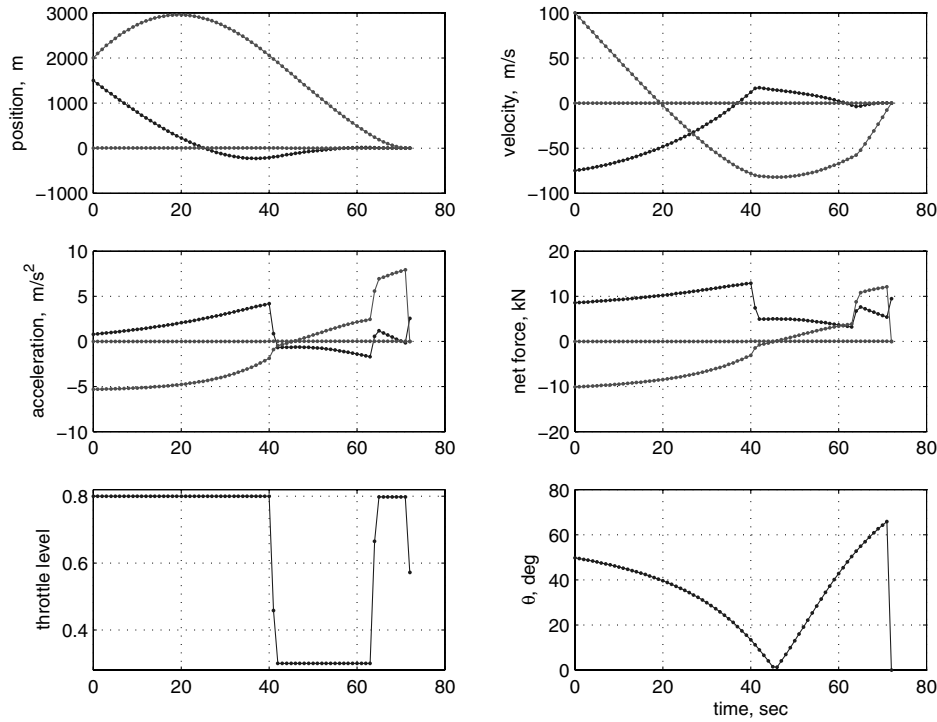 3000
2000
1000
0
−1000
0 20 40 60 80
position, m
100
50
0
−50
−100
0 20 40 60 80
velocity, m/s
10
5
0
−5
−10
0 20 40 60 80
acceleration, m/s²
20
10
0
−10
−20
0 20 40 60 80
net force, kN
0.8
0.6
0.4
0 20 40 60 80
throttle level
80
60
40
20
0
0 20 40 60 80
θ, deg
time, sec